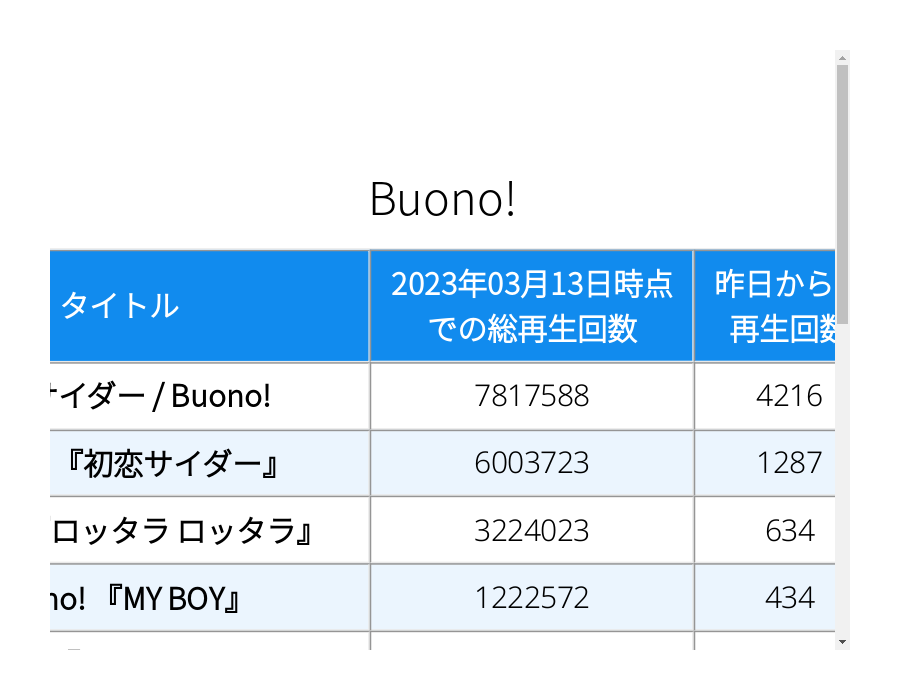 Buono!
タイトル
2023年03月13日時点
での総再生回数
昨日から
再生回数
サイダー / Buono! 7817588 4216
『初恋サイダー』 6003723 1287
『ロッタラ ロッタラ』 3224023 634
no! 『MY BOY』 1222572 434